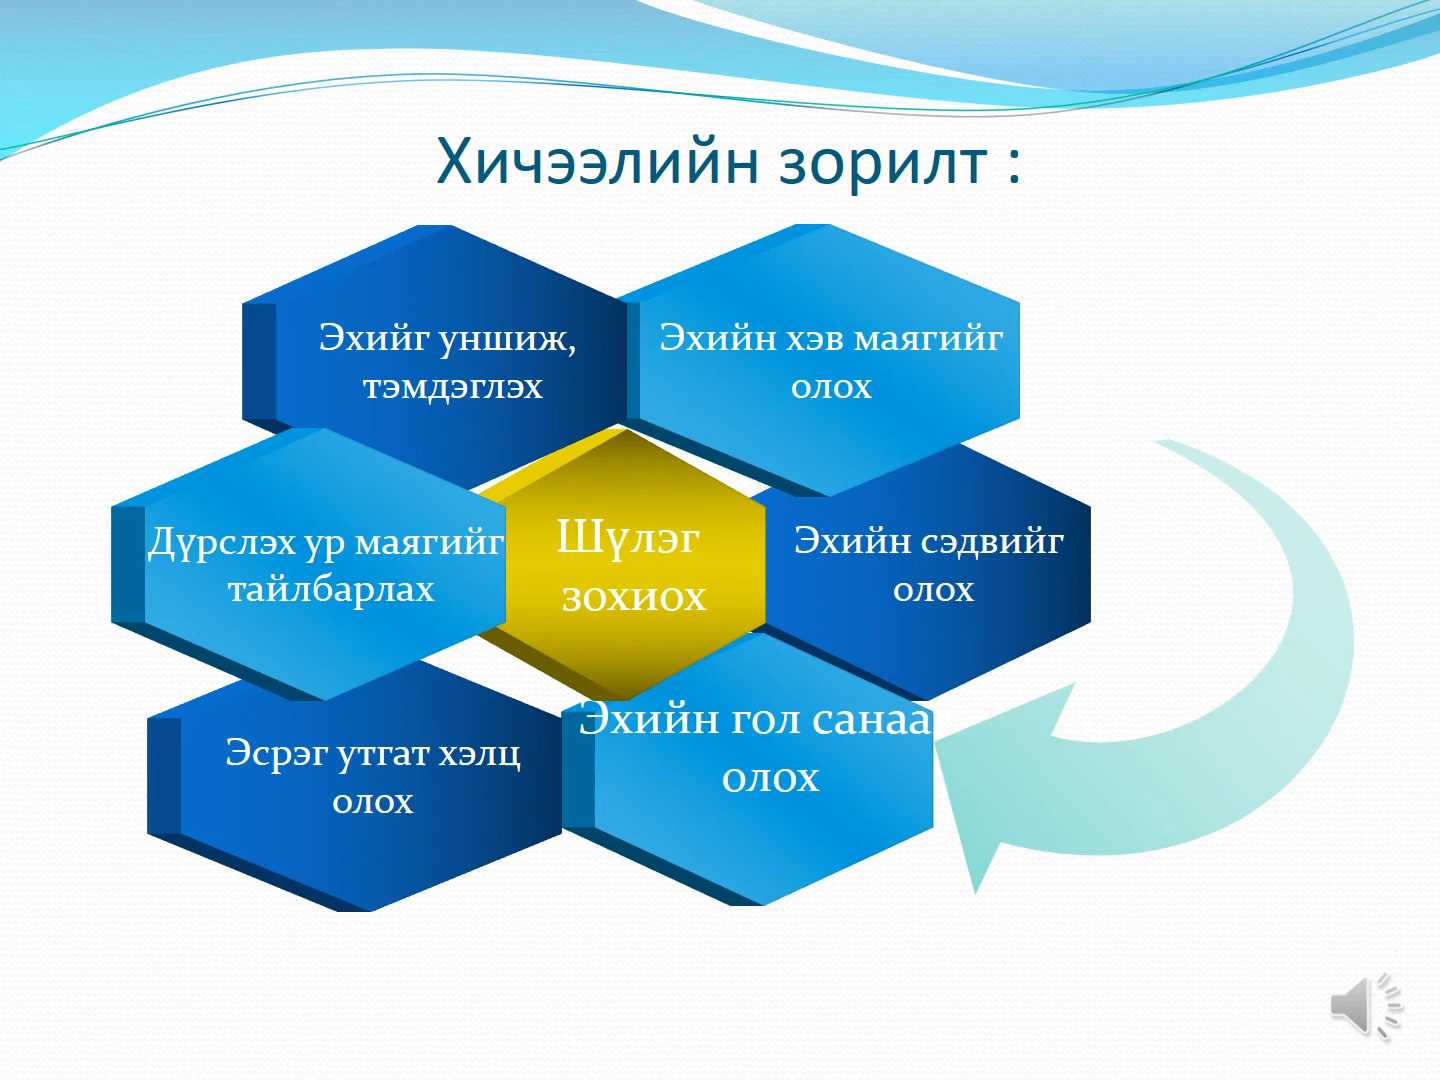 Хичээлийн зорилт :
Эхийг уншиж,
тэмдэглэх
Эхийн хэв маягийг
олох
Дүрслэх ур маягийг
тайлбарлах
Шүлэг
зохиох
Эхийн сэдвийг
олох
Эсрэг утгат хэлц
олох
Эхийн гол санаа
олох